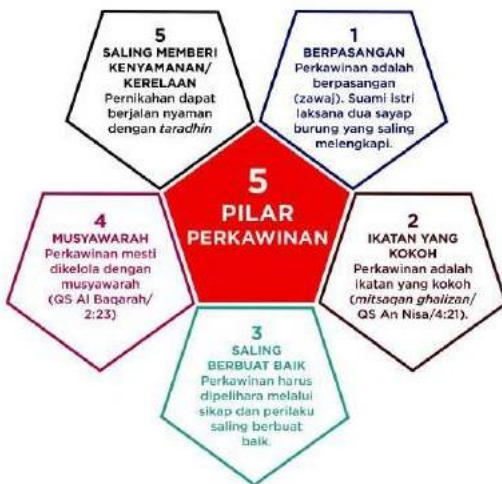 5
PILAR
PERKAWINAN
1
BERPASANGAN
Perkawinan adalah
berpasangan
(zawaj). Suami istri
laksana dua sayap
burung yang saling
melengkapi.
2
IKATAN YANG
KOKOH
Perkawinan adalah
ikatan yang kokoh
(mitsaqan ghalizan/
QS An Nisa/4:21).
3
SALING
BERBUAT BAIK
Perkawinan harus
dipelihara melalui
sikap dan perilaku
saling berbuat
baik.
4
MUSYAWARAH
Perkawinan mesti
dikelola dengan
musyawarah
(QS Al Baqarah/
2:23)
5
SALING MEMBERI
KENYAMANAN/
KERELAAN
Pernikahan dapat
berjalan nyaman
dengan taradhin